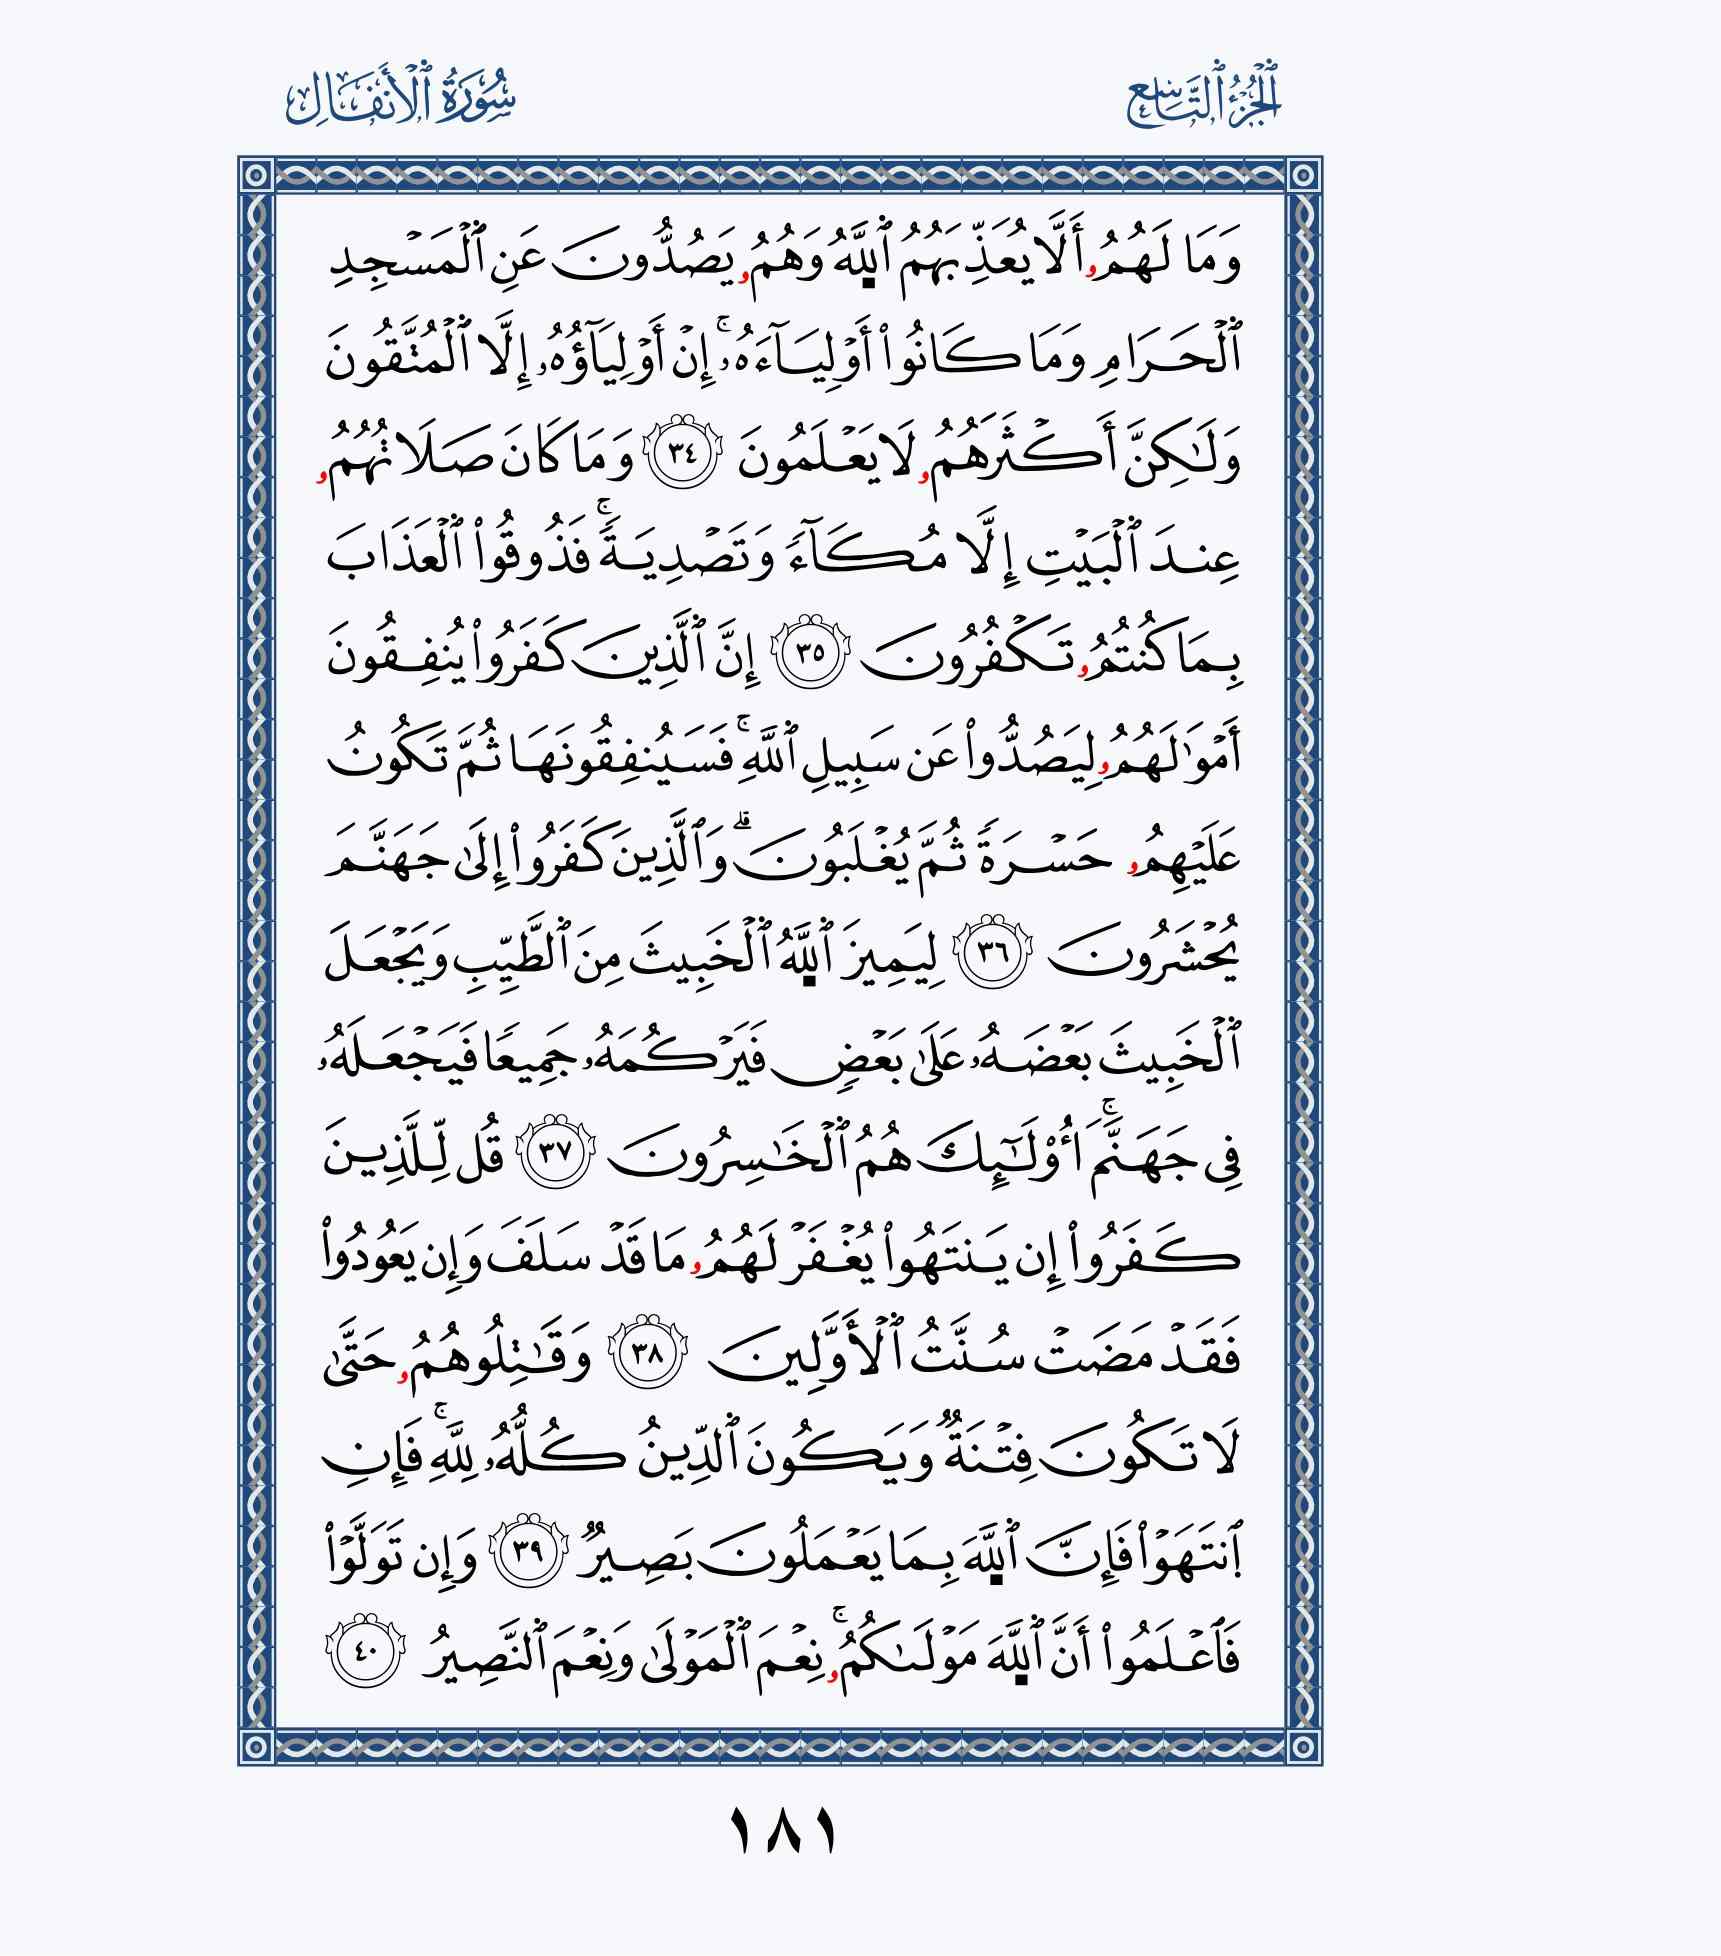 ٱلۡجُزۡءُ ٱلتَّاسِعُ
سُورَةُ ٱلۡأَنفَالِ
وَمَا لَهُمُۥ أَلَّا يُعَذِّبَهُمُ ٱللَّهُ وَهُمُۥ يَصُدُّونَ عَنِ ٱلۡمَسۡجِدِ
ٱلۡحَرَامِ وَمَا كَانُوٓاْ أَوۡلِيَآءَهُۥۚ إِنۡ أَوۡلِيَآؤُهُۥ إِلَّا ٱلۡمُتَّقُونَ
وَلَٰكِنَّ أَكۡثَرَهُمُۥ لَا يَعۡلَمُونَ ٣٤ وَمَا كَانَ صَلَاتُهُمُۥ
عِندَ ٱلۡبَيۡتِ إِلَّا مُكَآءٗ وَتَصۡدِيَةٗۚ فَذُوقُواْ ٱلۡعَذَابَ
بِمَا كُنتُمُۥ تَكۡفُرُونَ ٣٥ إِنَّ ٱلَّذِينَ كَفَرُواْ يُنفِقُونَ
أَمۡوَٰلَهُمُۥ لِيَصُدُّواْ عَن سَبِيلِ ٱللَّهِۚ فَسَيُنفِقُونَهَا ثُمَّ تَكُونُ
عَلَيۡهِمُۥ حَسۡرَةٗ ثُمَّ يُغۡلَبُونَۗ وَٱلَّذِينَ كَفَرُوٓاْ إِلَىٰ جَهَنَّمَ
يُحۡشَرُونَ ٣٦ لِيَمِيزَ ٱللَّهُ ٱلۡخَبِيثَ مِنَ ٱلطَّيِّبِ وَيَجۡعَلَ
ٱلۡخَبِيثَ بَعۡضَهُۥ عَلَىٰ بَعۡضٖ فَيَرۡكُمَهُۥ جَمِيعٗا فَيَجۡعَلَهُۥ
فِي جَهَنَّمَۚ أُوْلَٰٓئِكَ هُمُ ٱلۡخَٰسِرُونَ ٣٧ قُل لِّلَّذِينَ
كَفَرُوٓاْ إِن يَنتَهُواْ يُغۡفَرۡ لَهُمُۥ مَا قَدۡ سَلَفَ وَإِن يَعُودُواْ
فَقَدۡ مَضَتۡ سُنَّتُ ٱلۡأَوَّلِينَ ٣٨ وَقَٰتِلُوهُمُۥ حَتَّىٰ
لَا تَكُونَ فِتۡنَةٞ وَيَكُونَ ٱلدِّينُ كُلُّهُۥ لِلَّهِۚ فَإِنِ
ٱنتَهَوۡاْ فَإِنَّ ٱللَّهَ بِمَا يَعۡمَلُونَ بَصِيرٞ ٣٩ وَإِن تَوَلَّوۡاْ
فَٱعۡلَمُوٓاْ أَنَّ ٱللَّهَ مَوۡلَىٰكُمُۥۚ نِعۡمَ ٱلۡمَوۡلَىٰ وَنِعۡمَ ٱلنَّصِيرُ ٤٠
١٨١